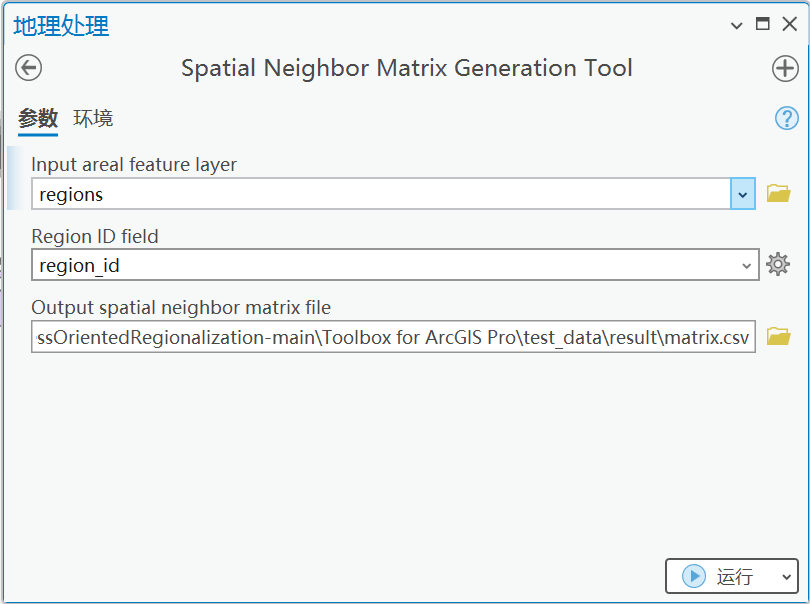 地理处理
Spatial Neighbor Matrix Generation Tool
参数 环境
Input areal feature layer
regions
Region ID field
region_id
Output spatial neighbor matrix file
ssOrientedRegionalization-main\Toolbox for ArcGIS Pro\test_data\result\matrix.csv
运行